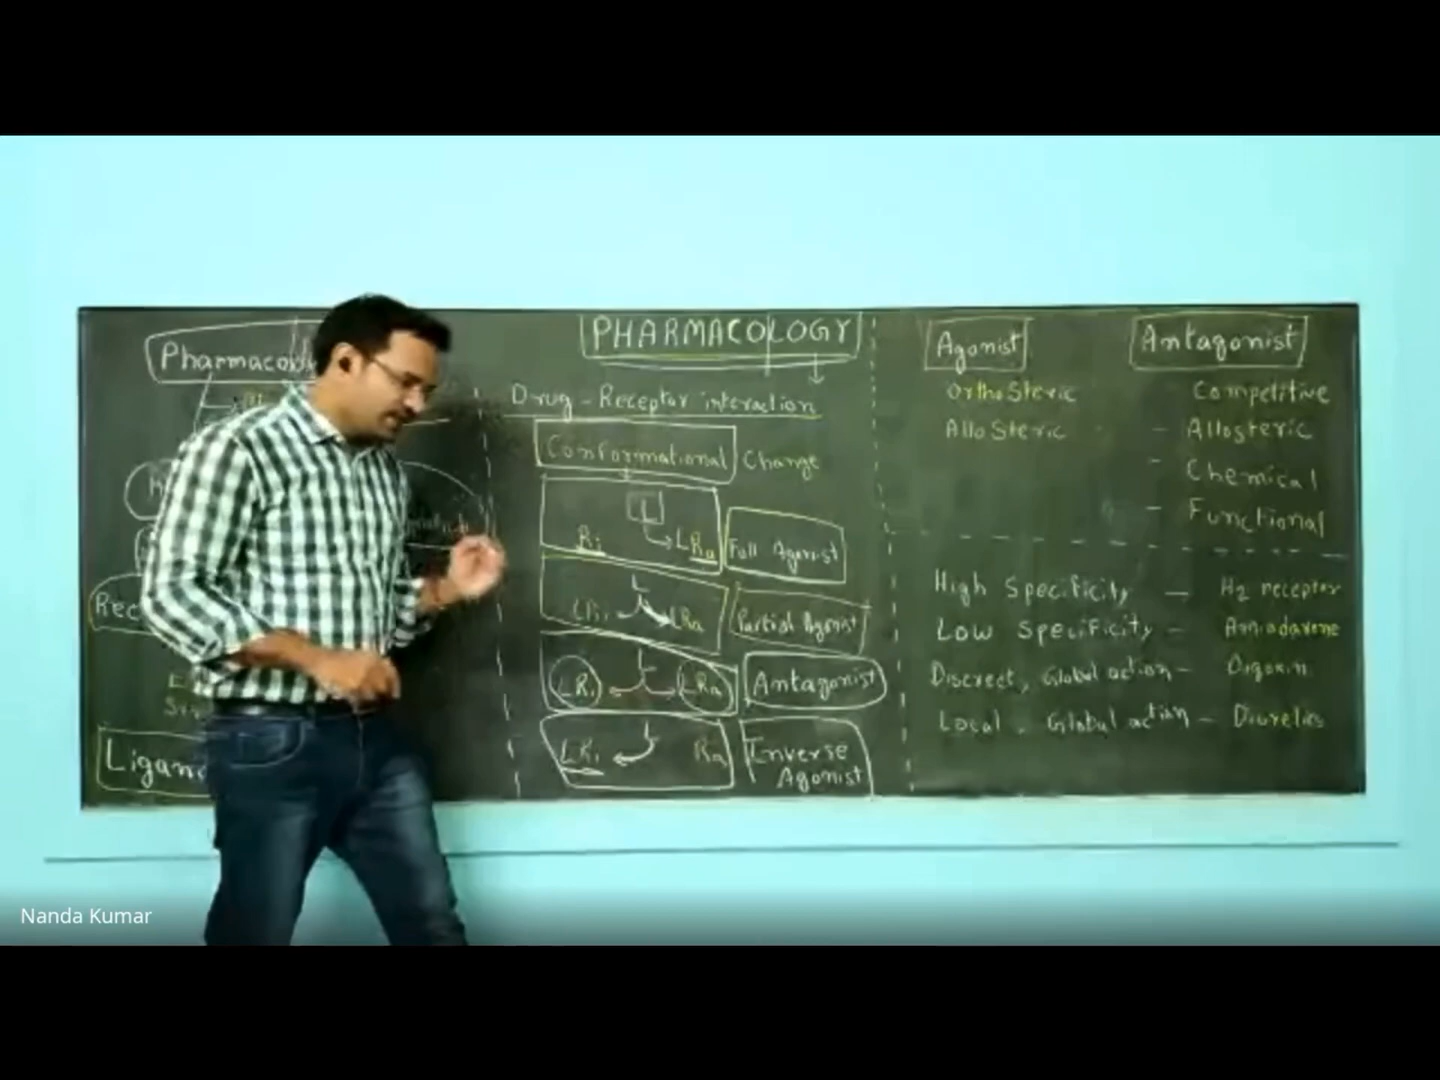 Pharmaco
Rec
Ligan
PHARMACOLOGY
Drug - Receptor interaction
Conformational Change
L
Ri
LRa
Full Agonist
L
LRi
LRa
Partial Agonist
L
LRi
LRa
Antagonist
L
LRi
Ra
Inverse
Agonist
Agonist
Antagonist
OrthoSteric
Competitive
AlloSteric
- Allosteric
- Chemical
- Functional
High Specificity - H2 receptor
Low Specificity - Amiodarone
Discreet, Global action - Digoxin
Local, Global action - Diuretics
Nanda Kumar